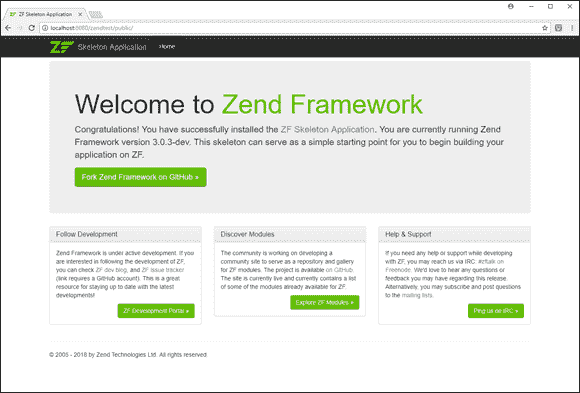 ZF Skeleton Application
localhost:8080/zendtest/public/
ZF Skeleton Application Home
Welcome to Zend Framework
Congratulations! You have successfully installed the ZF Skeleton Application. You are currently running Zend
Framework version 3.0.3-dev. This skeleton can serve as a simple starting point for you to begin building your
application on ZF.
Fork Zend Framework on GitHub »
Follow Development
Zend Framework is under active development. If you
are interested in following the development of ZF,
you can check ZF dev blog, and ZF issue tracker
(link requires a GitHub account). This is a great
resource for staying up to date with the latest
developments!
ZF Development Portal »
Discover Modules
The community is working on developing a
community site to serve as a repository and gallery
for ZF modules. The project is available on GitHub.
The site is currently live and currently contains a list
of some of the modules already available for ZF.
Explore ZF Modules »
Help & Support
If you need any help or support while developing
with ZF, you may reach us via IRC: #zftalk on
Freenode. We'd love to hear any questions or
feedback you may have regarding this release.
Alternatively, you may subscribe and post questions
to the mailing lists.
Ping us on IRC »
© 2005 - 2018 by Zend Technologies Ltd. All rights reserved.